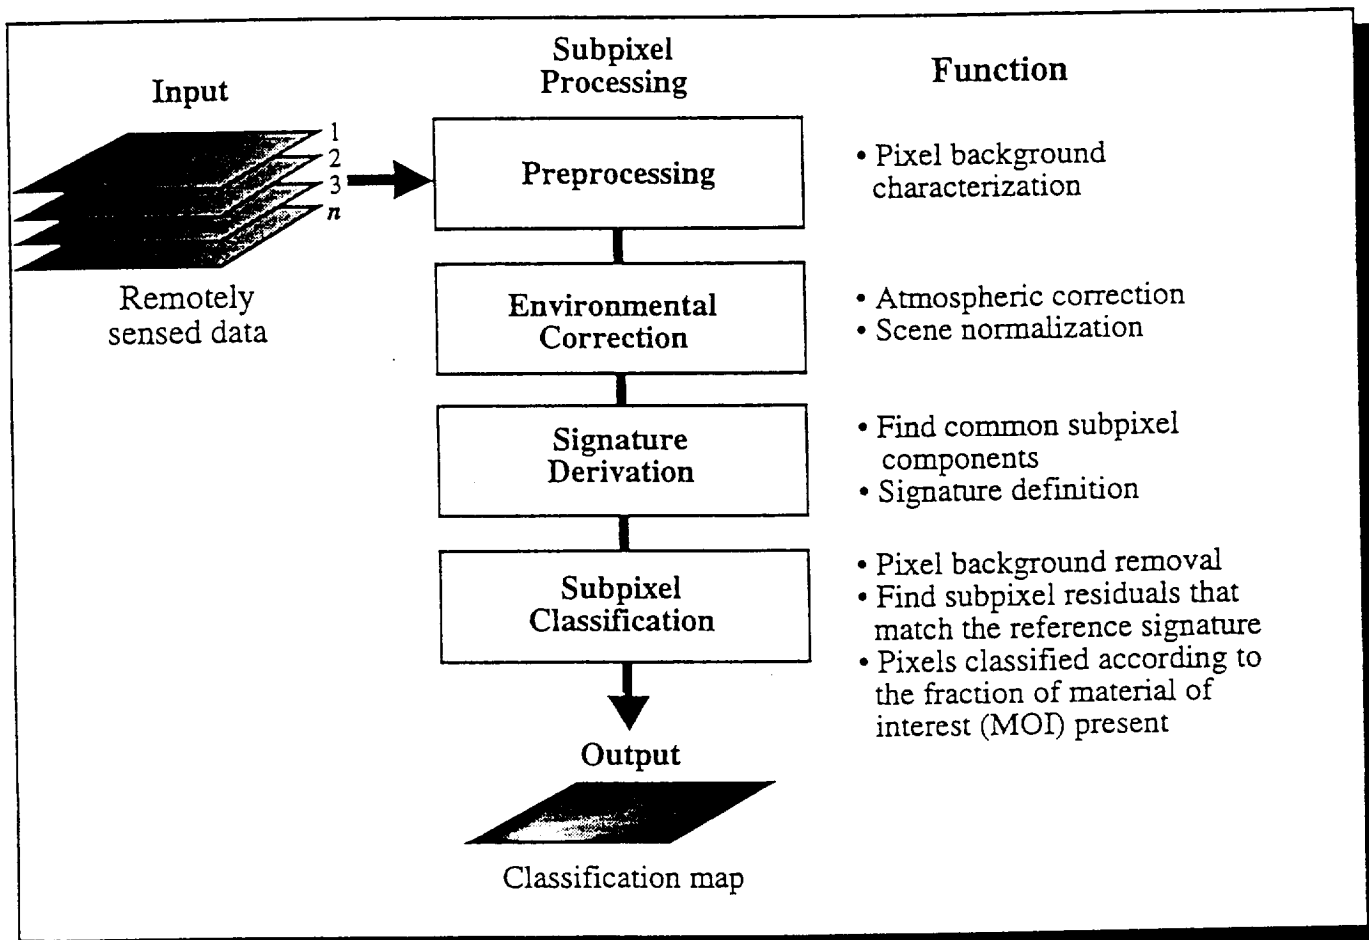 Input
1
2
3
n
Remotely
sensed data
Subpixel
Processing
Preprocessing
Environmental
Correction
Signature
Derivation
Subpixel
Classification
Output
Classification map
Function
• Pixel background
characterization
• Atmospheric correction
• Scene normalization
• Find common subpixel
components
• Signature definition
• Pixel background removal
• Find subpixel residuals that
match the reference signature
• Pixels classified according to
the fraction of material of
interest (MOI) present